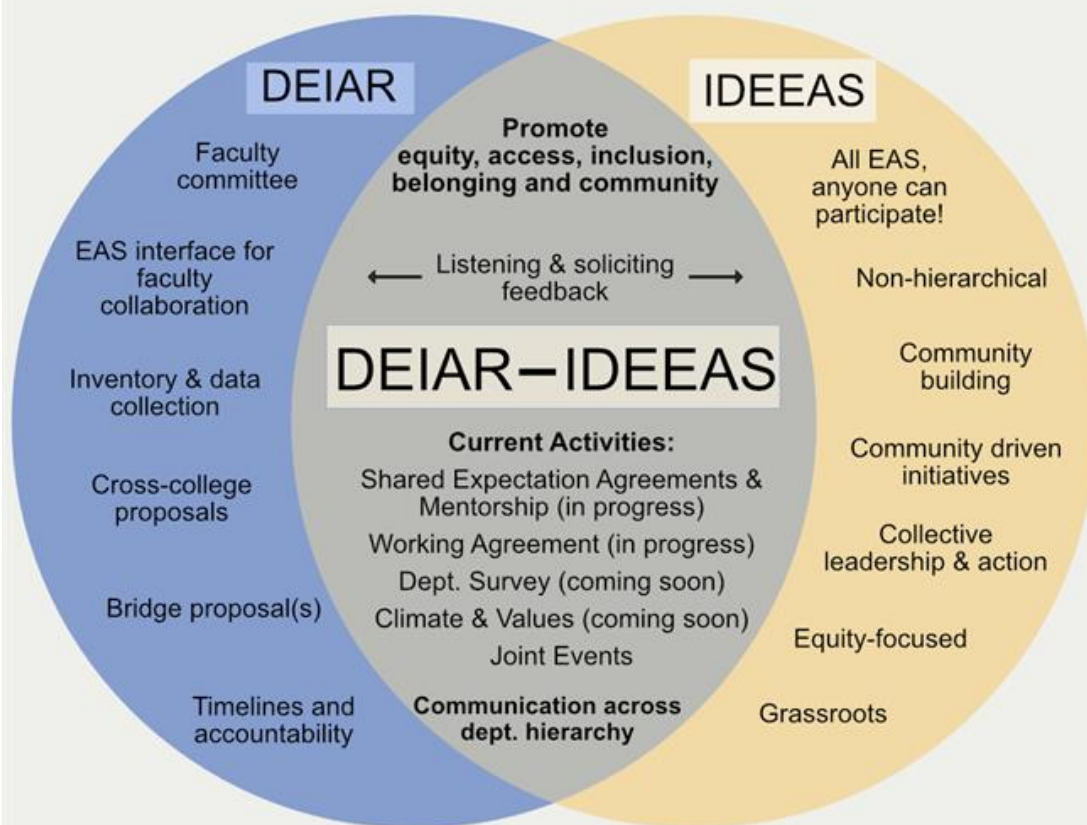 DEIAR
Faculty
committee
EAS interface for
faculty
collaboration
Inventory & data
collection
Cross-college
proposals
Bridge proposal(s)
Timelines and
accountability
Promote
equity, access, inclusion,
belonging and community
Listening & soliciting
feedback
DEIAR–IDEEAS
Current Activities:
Shared Expectation Agreements &
Mentorship (in progress)
Working Agreement (in progress)
Dept. Survey (coming soon)
Climate & Values (coming soon)
Joint Events
Communication across
dept. hierarchy
IDEEAS
All EAS,
anyone can
participate!
Non-hierarchical
Community
building
Community driven
initiatives
Collective
leadership & action
Equity-focused
Grassroots